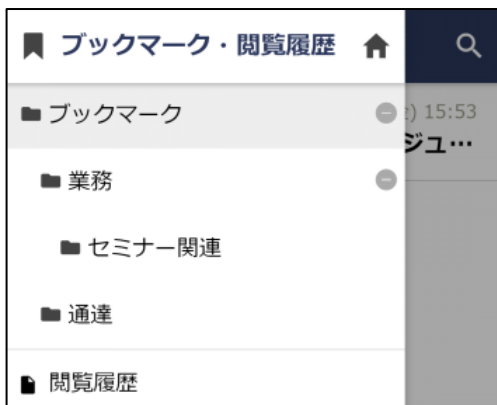 ブックマーク・閲覧履歴
ブックマーク
) 15:53
ジュ…
業務
セミナー関連
通達
閲覧履歴